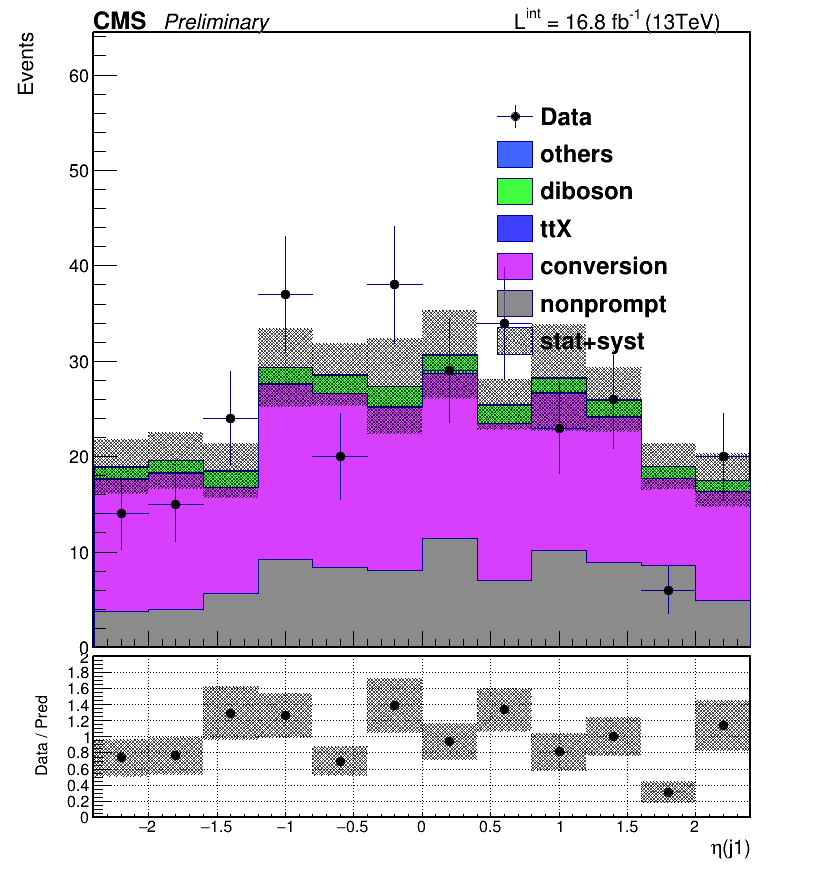 CMS Preliminary L^int = 16.8 fb^-1 (13TeV)
Events
60
50
40
30
20
10
0
Data
others
diboson
ttX
conversion
nonprompt
stat+syst
Data / Pred
2
1.8
1.6
1.4
1.2
1
0.8
0.6
0.4
0.2
0
−2 −1.5 −1 −0.5 0 0.5 1 1.5 2
η(j1)